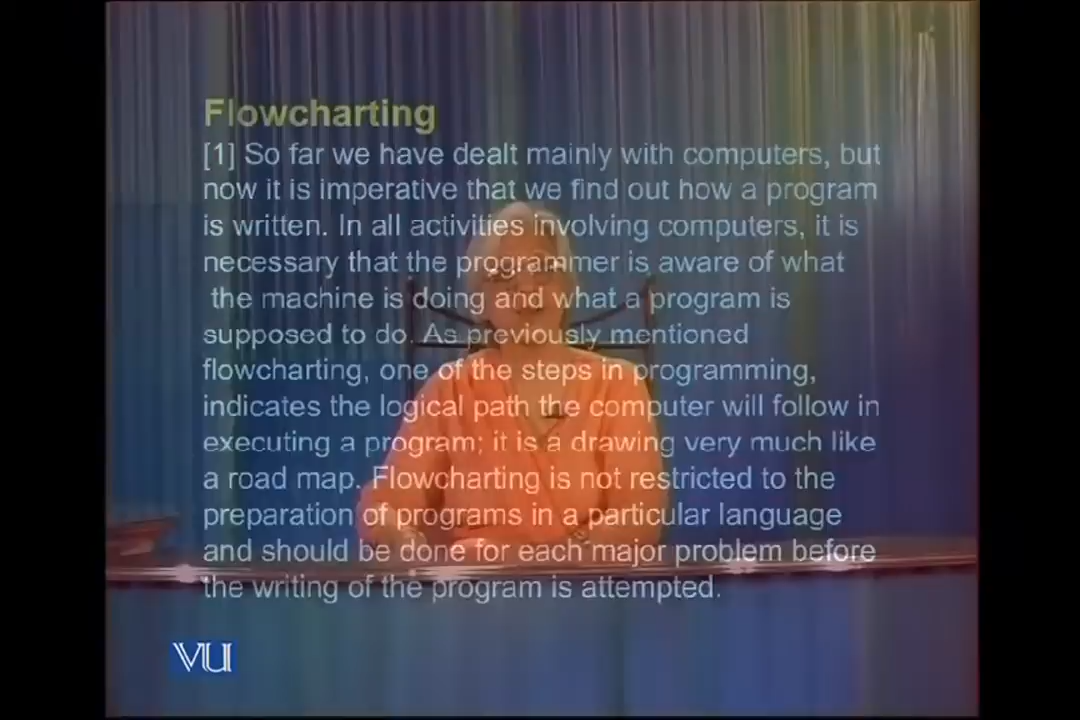 Flowcharting
[1] So far we have dealt mainly with computers, but
now it is imperative that we find out how a program
is written. In all activities involving computers, it is
necessary that the programmer is aware of what
the machine is doing and what a program is
supposed to do. As previously mentioned
flowcharting, one of the steps in programming,
indicates the logical path the computer will follow in
executing a program; it is a drawing very much like
a road map. Flowcharting is not restricted to the
preparation of programs in a particular language
and should be done for each major problem before
the writing of the program is attempted.
VU